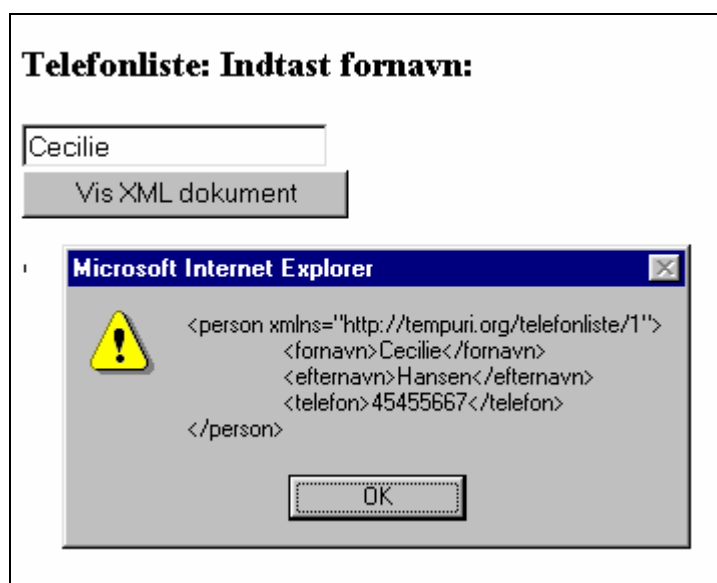 Telefonliste: Indtast fornavn:
Cecilie
Vis XML dokument
Microsoft Internet Explorer
<person xmlns="http://tempuri.org/telefonliste/1">
<fornavn>Cecilie</fornavn>
<efternavn>Hansen</efternavn>
<telefon>45455667</telefon>
</person>
OK